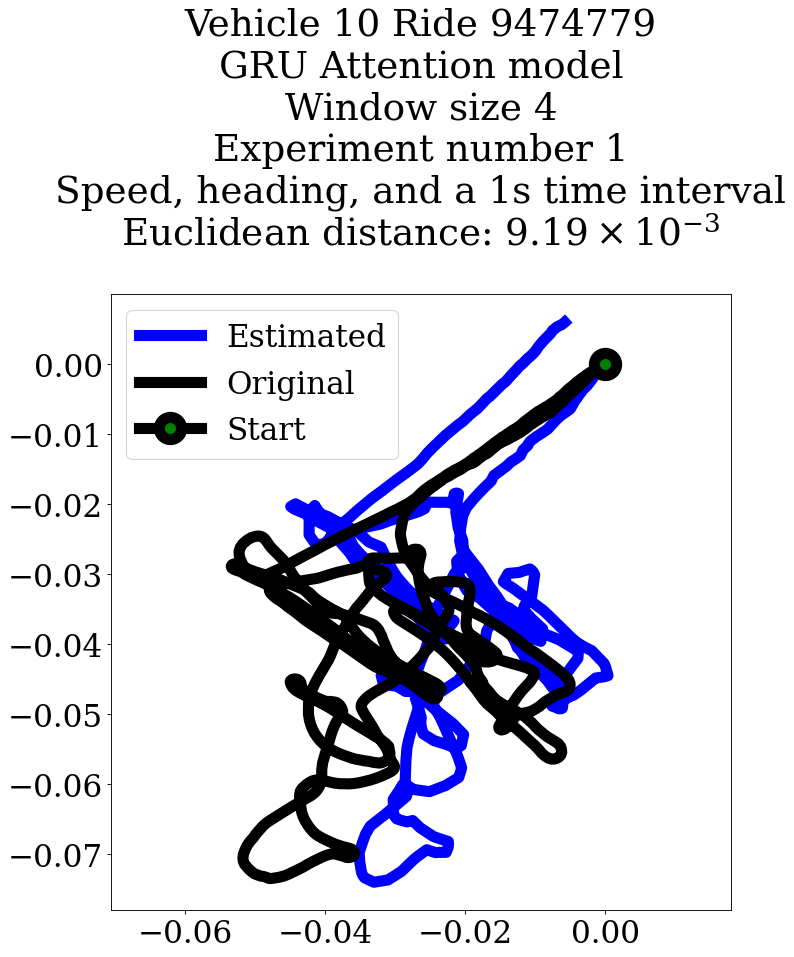 Vehicle 10 Ride 9474779
GRU Attention model
Window size 4
Experiment number 1
Speed, heading, and a 1s time interval
Euclidean distance: 9.19 × 10⁻³
Estimated
Original
Start
0.00
−0.01
−0.02
−0.03
−0.04
−0.05
−0.06
−0.07
−0.06 −0.04 −0.02 0.00